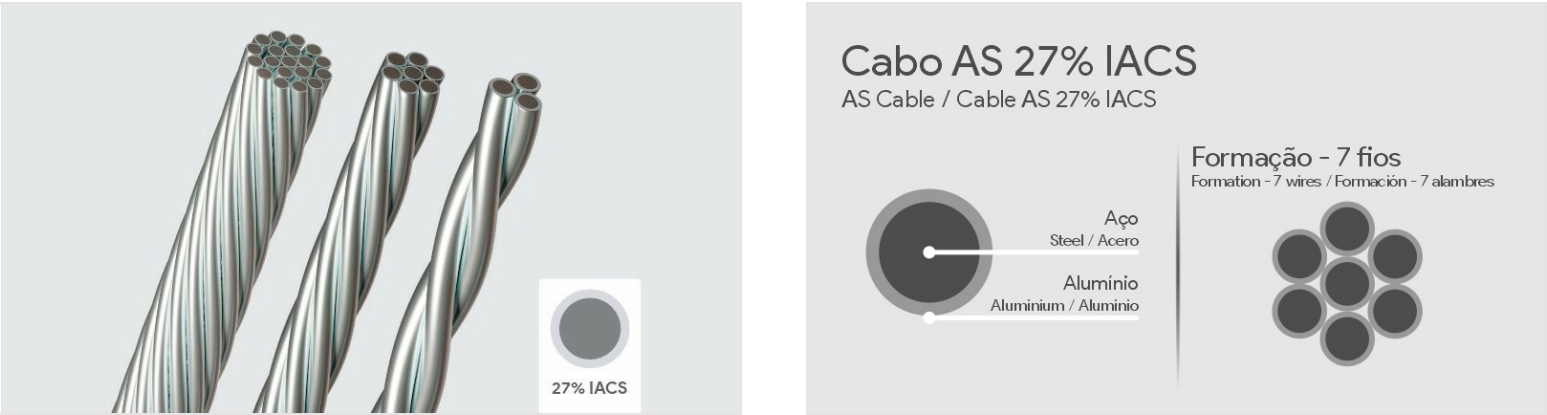 27% IACS
Cabo AS 27% IACS
AS Cable / Cable AS 27% IACS
Aço
Steel / Acero
Alumínio
Aluminium / Aluminio
Formação - 7 fios
Formation - 7 wires / Formación - 7 alambres